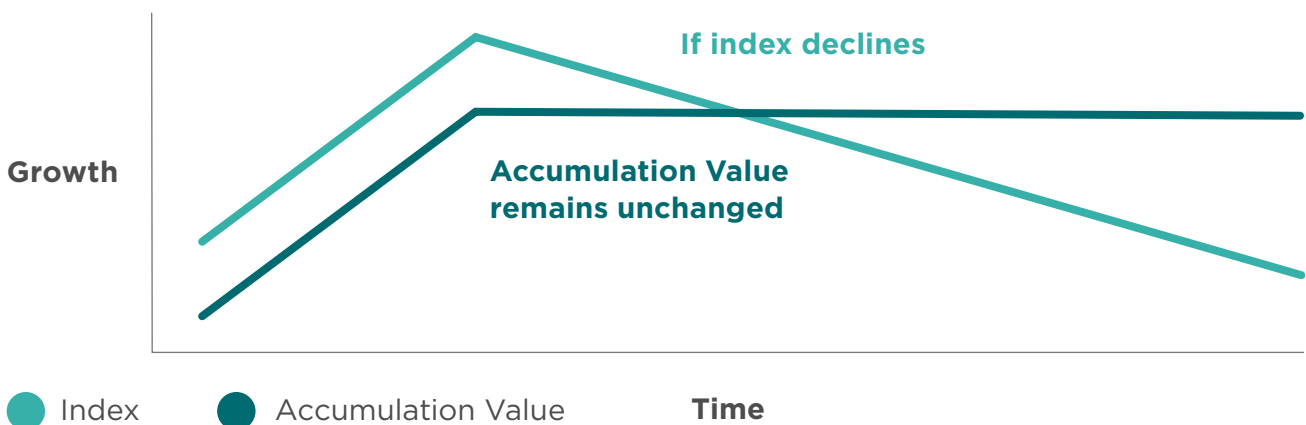 If index declines
Growth
Accumulation Value
remains unchanged
Index
Accumulation Value
Time